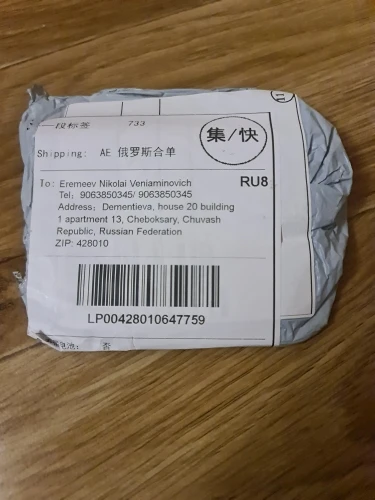 一段标签 733
集/快
Shipping: AE 俄罗斯合单
To: Eremeev Nikolai Veniaminovich
RU8
Tel: 9063850345/ 9063850345
Address: Dementieva, house 20 building
1 apartment 13, Cheboksary, Chuvash
Republic, Russian Federation
ZIP: 428010
LP00428010647759
否